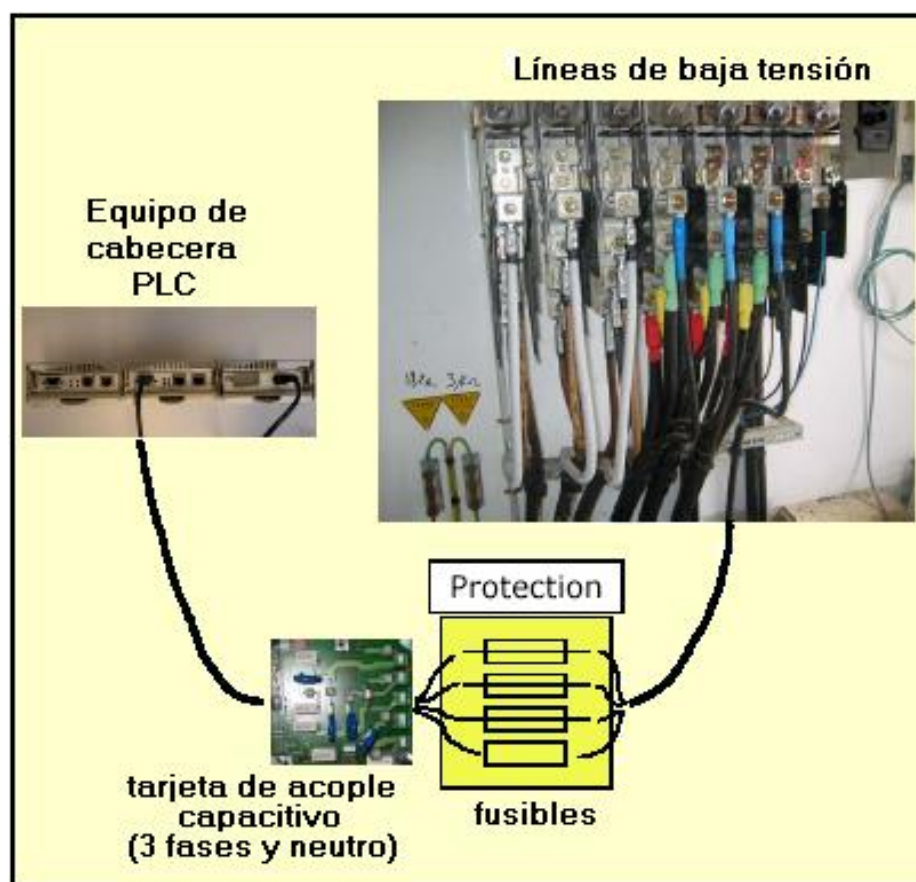 Líneas de baja tensión
Equipo de
cabecera
PLC
Protection
tarjeta de acople
capacitivo
(3 fases y neutro)
fusibles